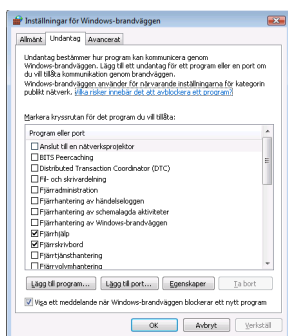 Inställningar för Windows-brandväggen
Allmänt Undantag Avancerat
Undantag bestämmer hur program kan kommunicera genom
Windows-brandväggen. Lägg till ett undantag för ett program eller en port om
du vill tillåta kommunikation genom brandväggen.
Windows-brandväggen använder för närvarande inställningarna för kategorin
publikt nätverk. Vilka risker innebär det att avblockera ett program?
Markera kryssrutan för det program du vill tillåta:
Program eller port
Anslut till en nätverksprojektor
BITS Peercaching
Distributed Transaction Coordinator (DTC)
Fil- och skrivardelning
Fjärradministration
Fjärrhantering av händelseloggen
Fjärrhantering av schemalagda aktiviteter
Fjärrhantering av Windows-brandväggen
Fjärrhjälp
Fjärrskrivbord
Fjärrtjänsthantering
Fjärrvolymhantering
Lägg till program... Lägg till port... Egenskaper Ta bort
Visa ett meddelande när Windows-brandväggen blockerar ett nytt program
OK Avbryt Verkställ